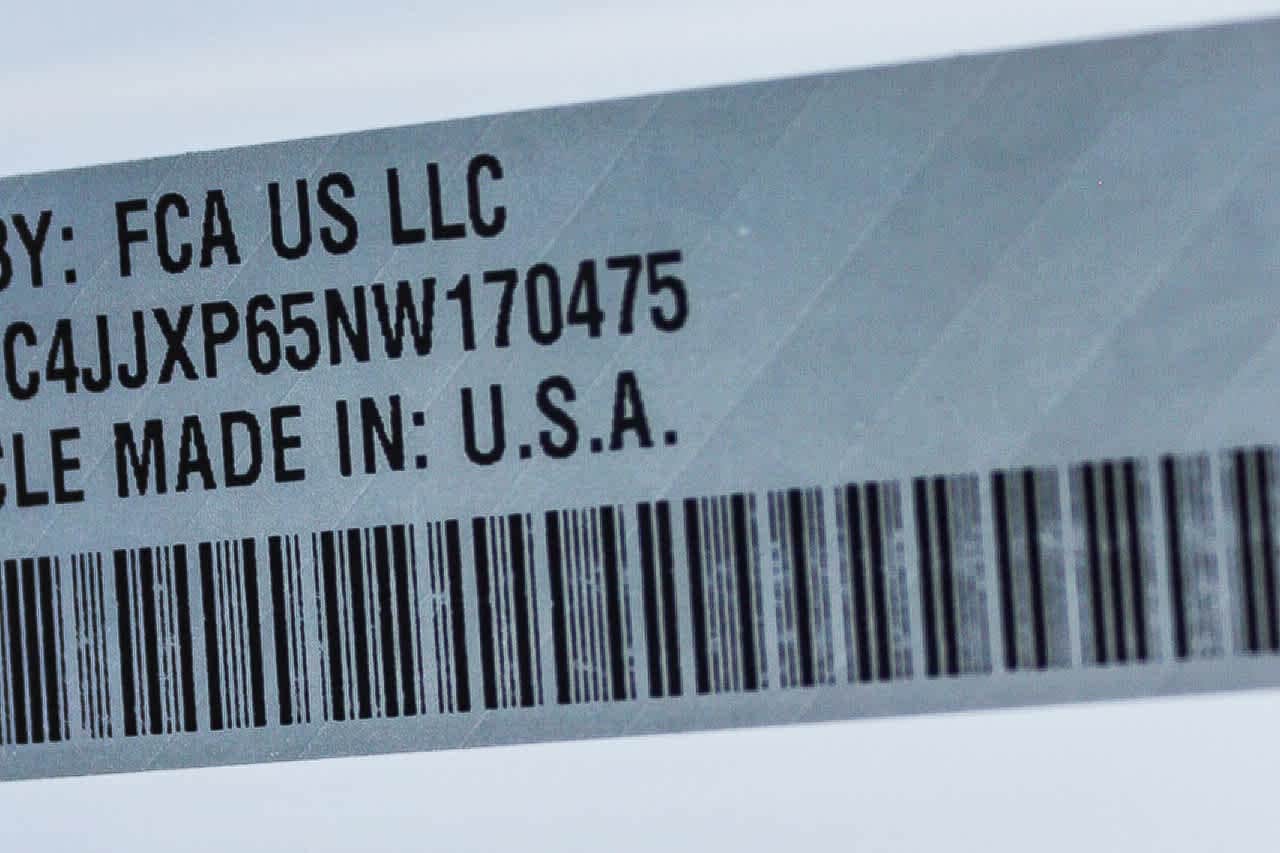 BY: FCA US LLC
C4JJXP65NW170475
CLE MADE IN: U.S.A.